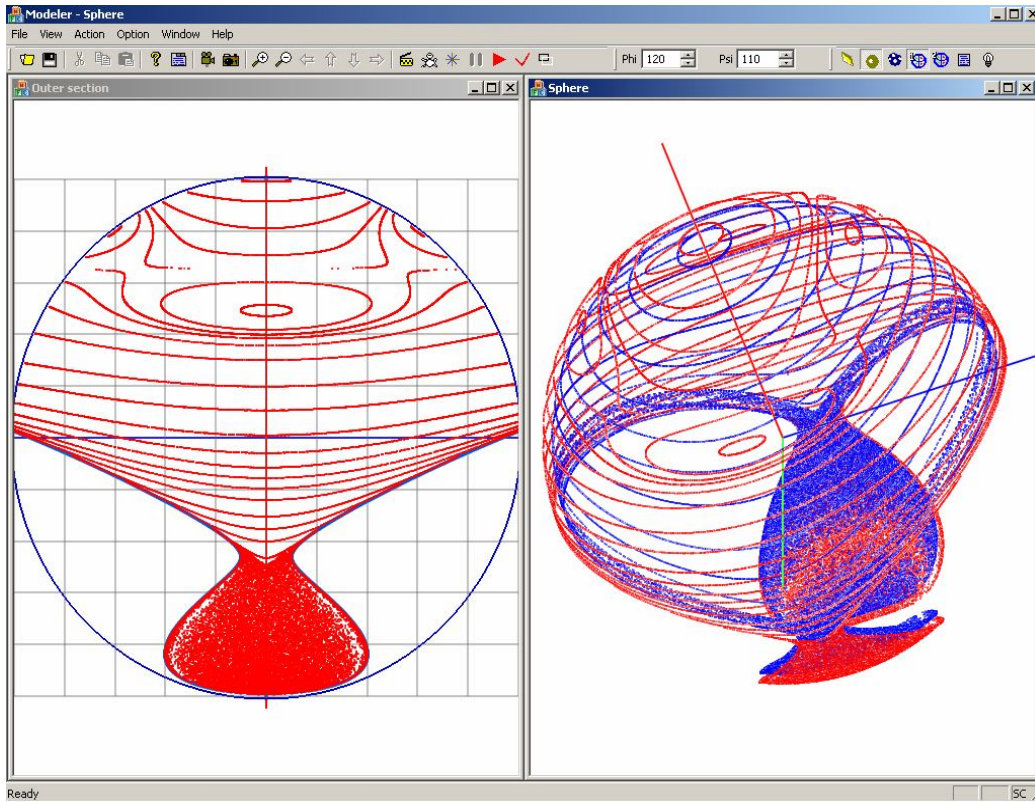 Modeler - Sphere
File View Action Option Window Help
Phi 120 Psi 110
Outer section
Sphere
Ready
SC